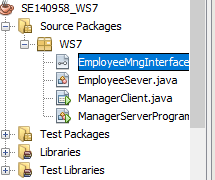 SE140958_WS7
Source Packages
WS7
EmployeeMngInterface
EmployeeSever.java
ManagerClient.java
ManagerServerProgram
Test Packages
Libraries
Test Libraries